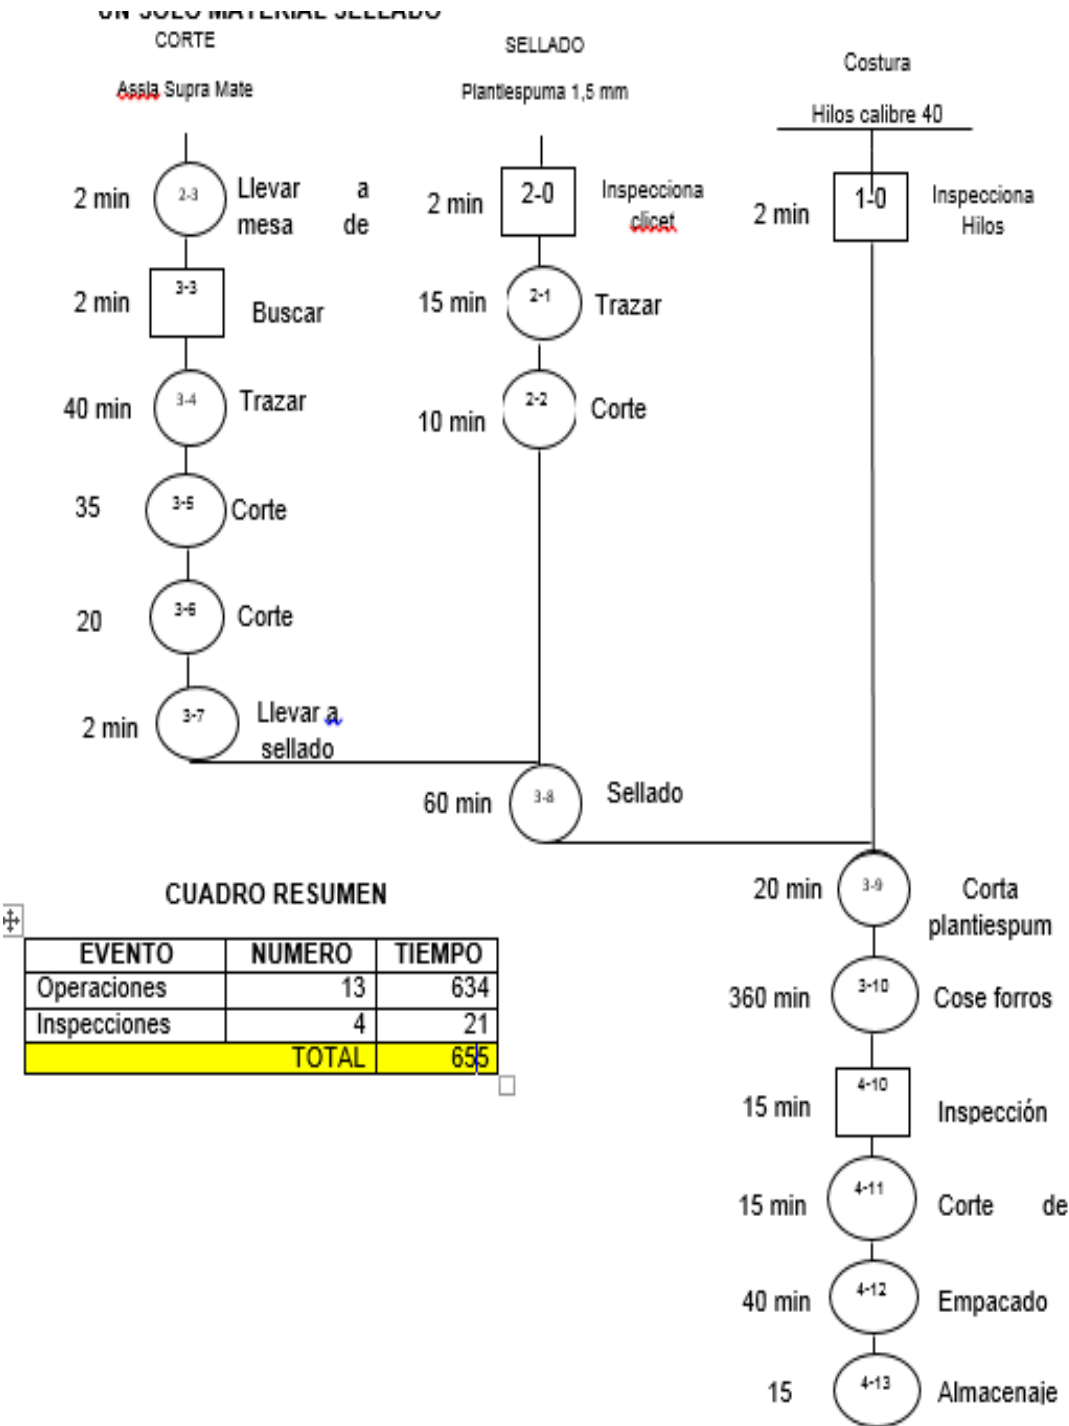 UN SOLO MATERIAL SELLADO
CORTE
Assia Supra Mate
2 min
2-3
Llevar a
mesa de
2 min
3-3
Buscar
40 min
3-4
Trazar
35
3-5
Corte
20
3-6
Corte
2 min
3-7
Llevar a
sellado
SELLADO
Plantiespuma 1,5 mm
2 min
2-0
Inspecciona
clicet
15 min
2-1
Trazar
10 min
2-2
Corte
60 min
3-8
Sellado
Costura
Hilos calibre 40
2 min
1-0
Inspecciona
Hilos
20 min
3-9
Corta
plantiespum
360 min
3-10
Cose forros
15 min
4-10
Inspección
15 min
4-11
Corte de
40 min
4-12
Empacado
15
4-13
Almacenaje
CUADRO RESUMEN
EVENTO NUMERO TIEMPO
Operaciones 13 634
Inspecciones 4 21
TOTAL 655